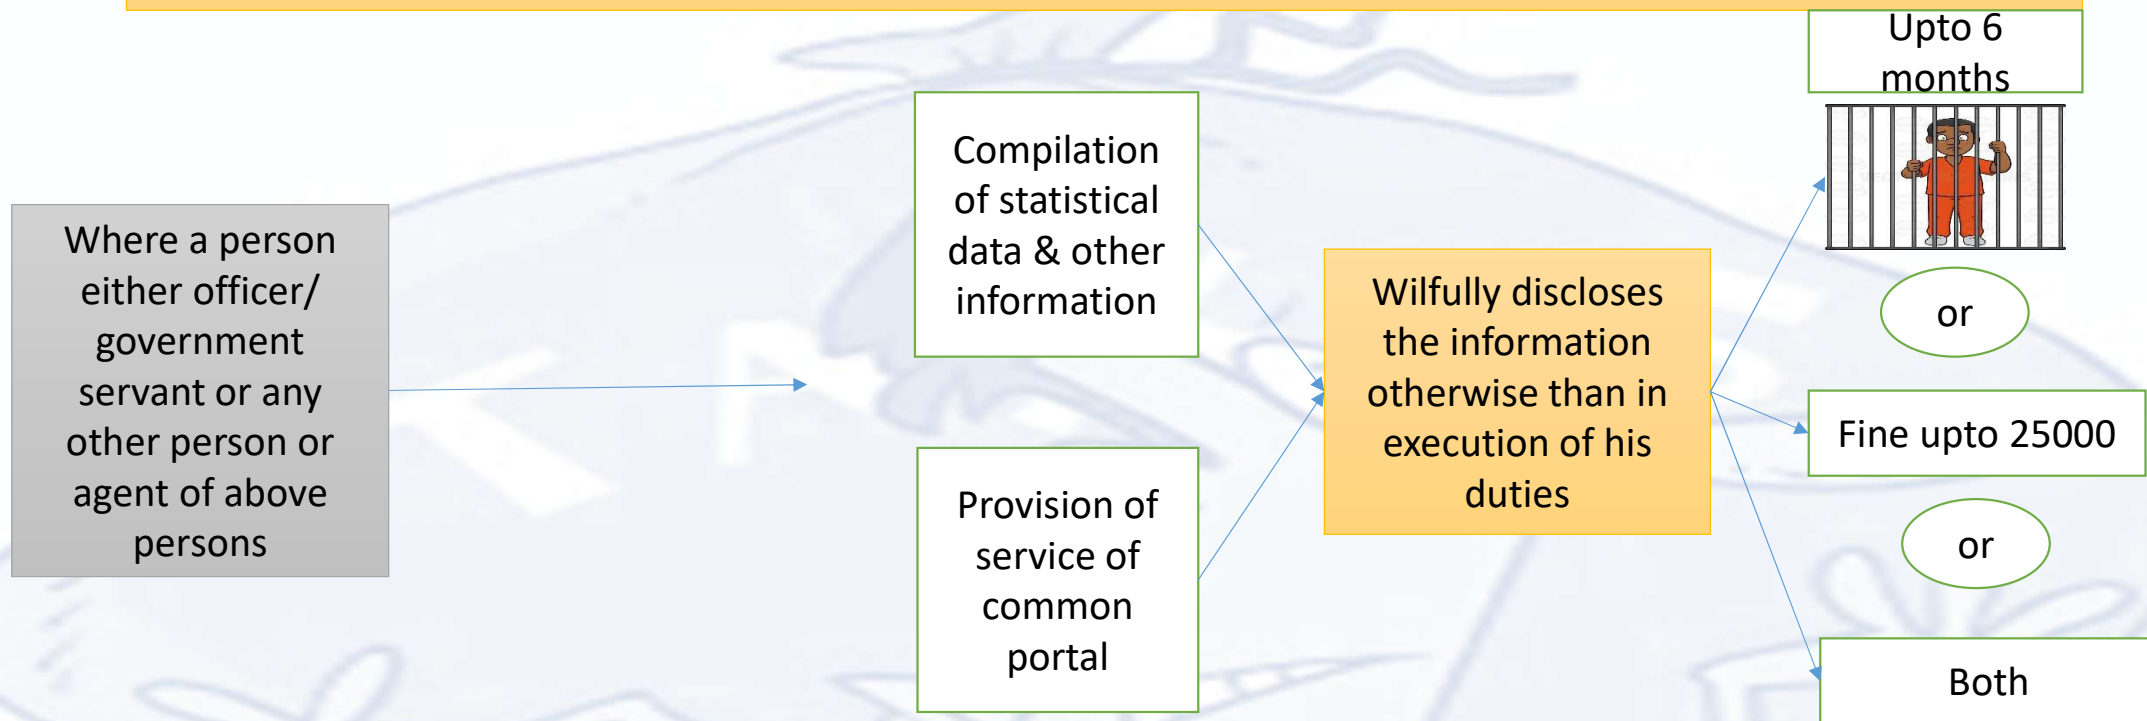 Where a person
either officer/
government
servant or any
other person or
agent of above
persons
Compilation
of statistical
data & other
information
Provision of
service of
common
portal
Wilfully discloses
the information
otherwise than in
execution of his
duties
Upto 6
months
or
Fine upto 25000
or
Both